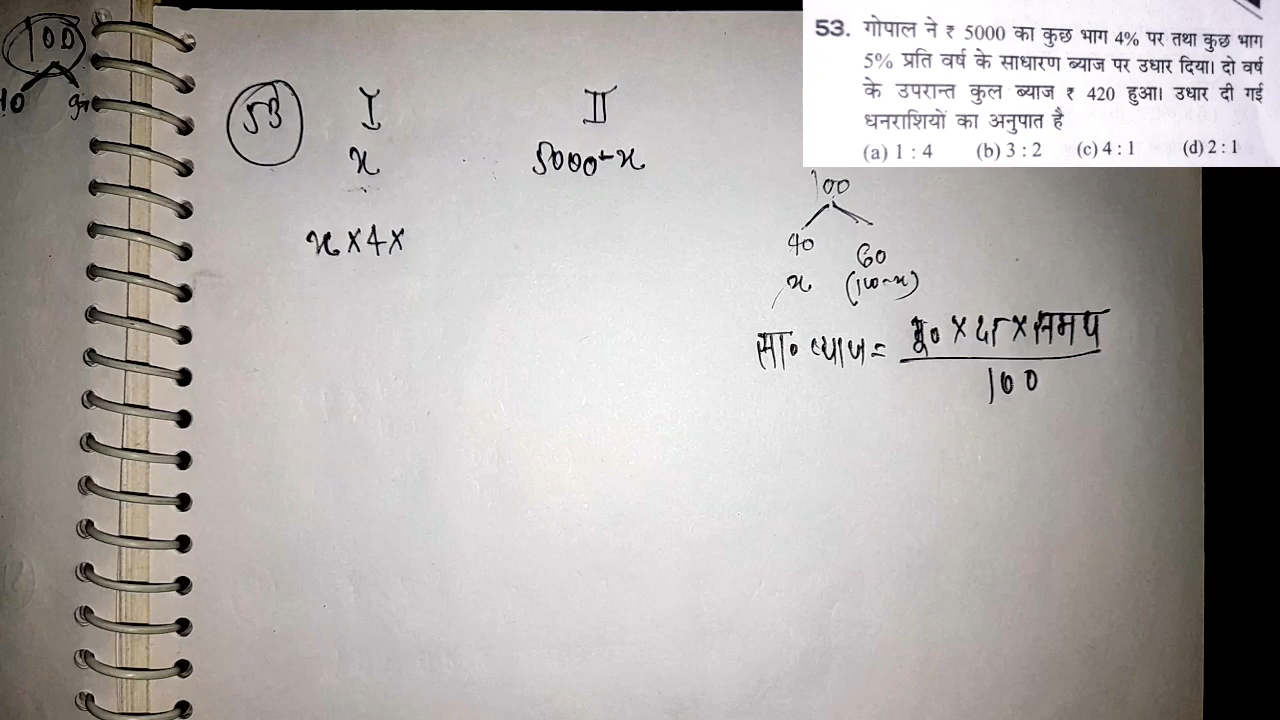 53. गोपाल ने ₹ 5000 का कुछ भाग 4% पर तथा कुछ भाग
5% प्रति वर्ष के साधारण ब्याज पर उधार दिया। दो वर्ष
के उपरान्त कुल ब्याज ₹ 420 हुआ। उधार दी गई
धनराशियों का अनुपात है
(a) 1 : 4 (b) 3 : 2 (c) 4 : 1 (d) 2 : 1
100
10 90
53 I II
x 5000-x
x×4×
100
40 60
x (100-x)
सा० ब्याज = मू० × दर × समय
100